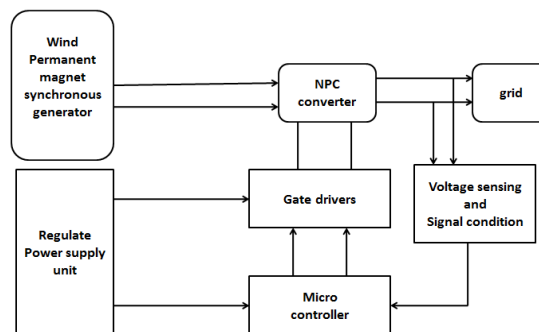 Wind
Permanent
magnet
synchronous
generator
NPC
converter
grid
Regulate
Power supply
unit
Gate drivers
Voltage sensing
and
Signal condition
Micro
controller